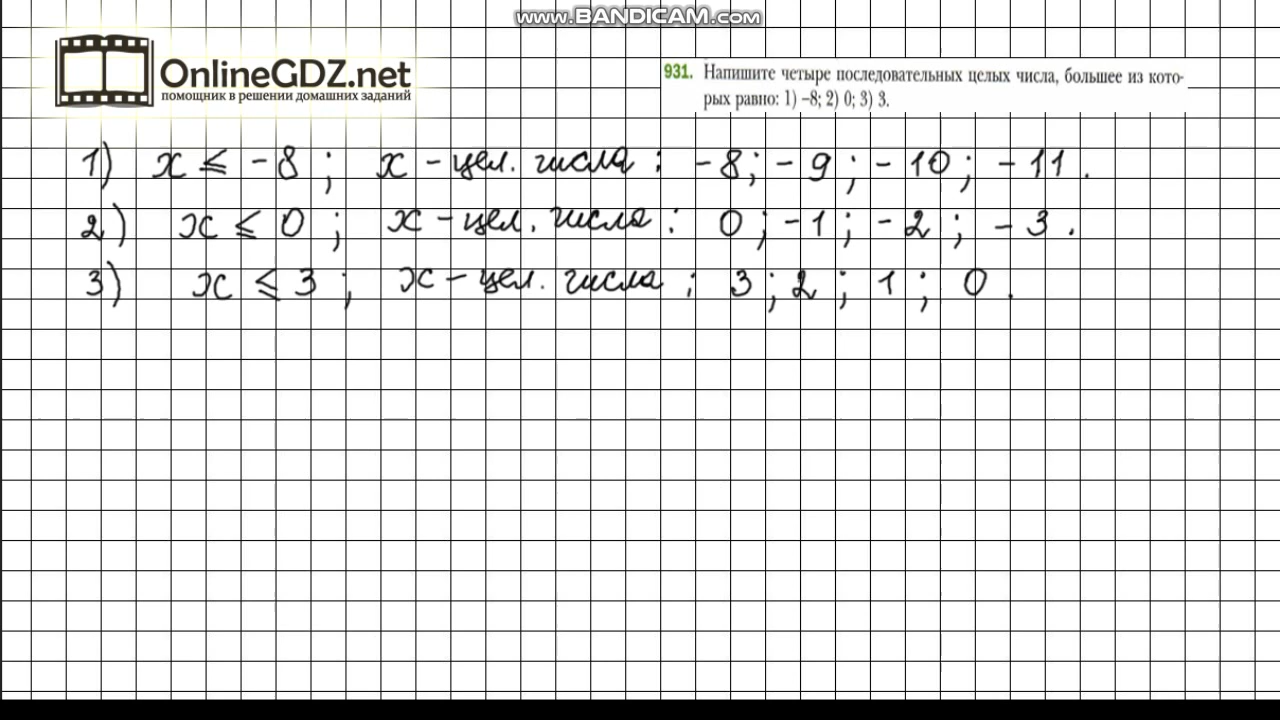 www.BANDICAM.com
OnlineGDZ.net
помощник в решении домашних заданий
931. Напишите четыре последовательных целых числа, большее из кото-
рых равно: 1) –8; 2) 0; 3) 3.
1) x ≤ -8 ; x - цел. числа : -8; -9 ; -10 ; -11 .
2) x ≤ 0 ; x - цел. числа : 0 ; -1 ; -2 ; -3 .
3) x ≤ 3 ; x - цел. числа : 3 ; 2 ; 1 ; 0 .